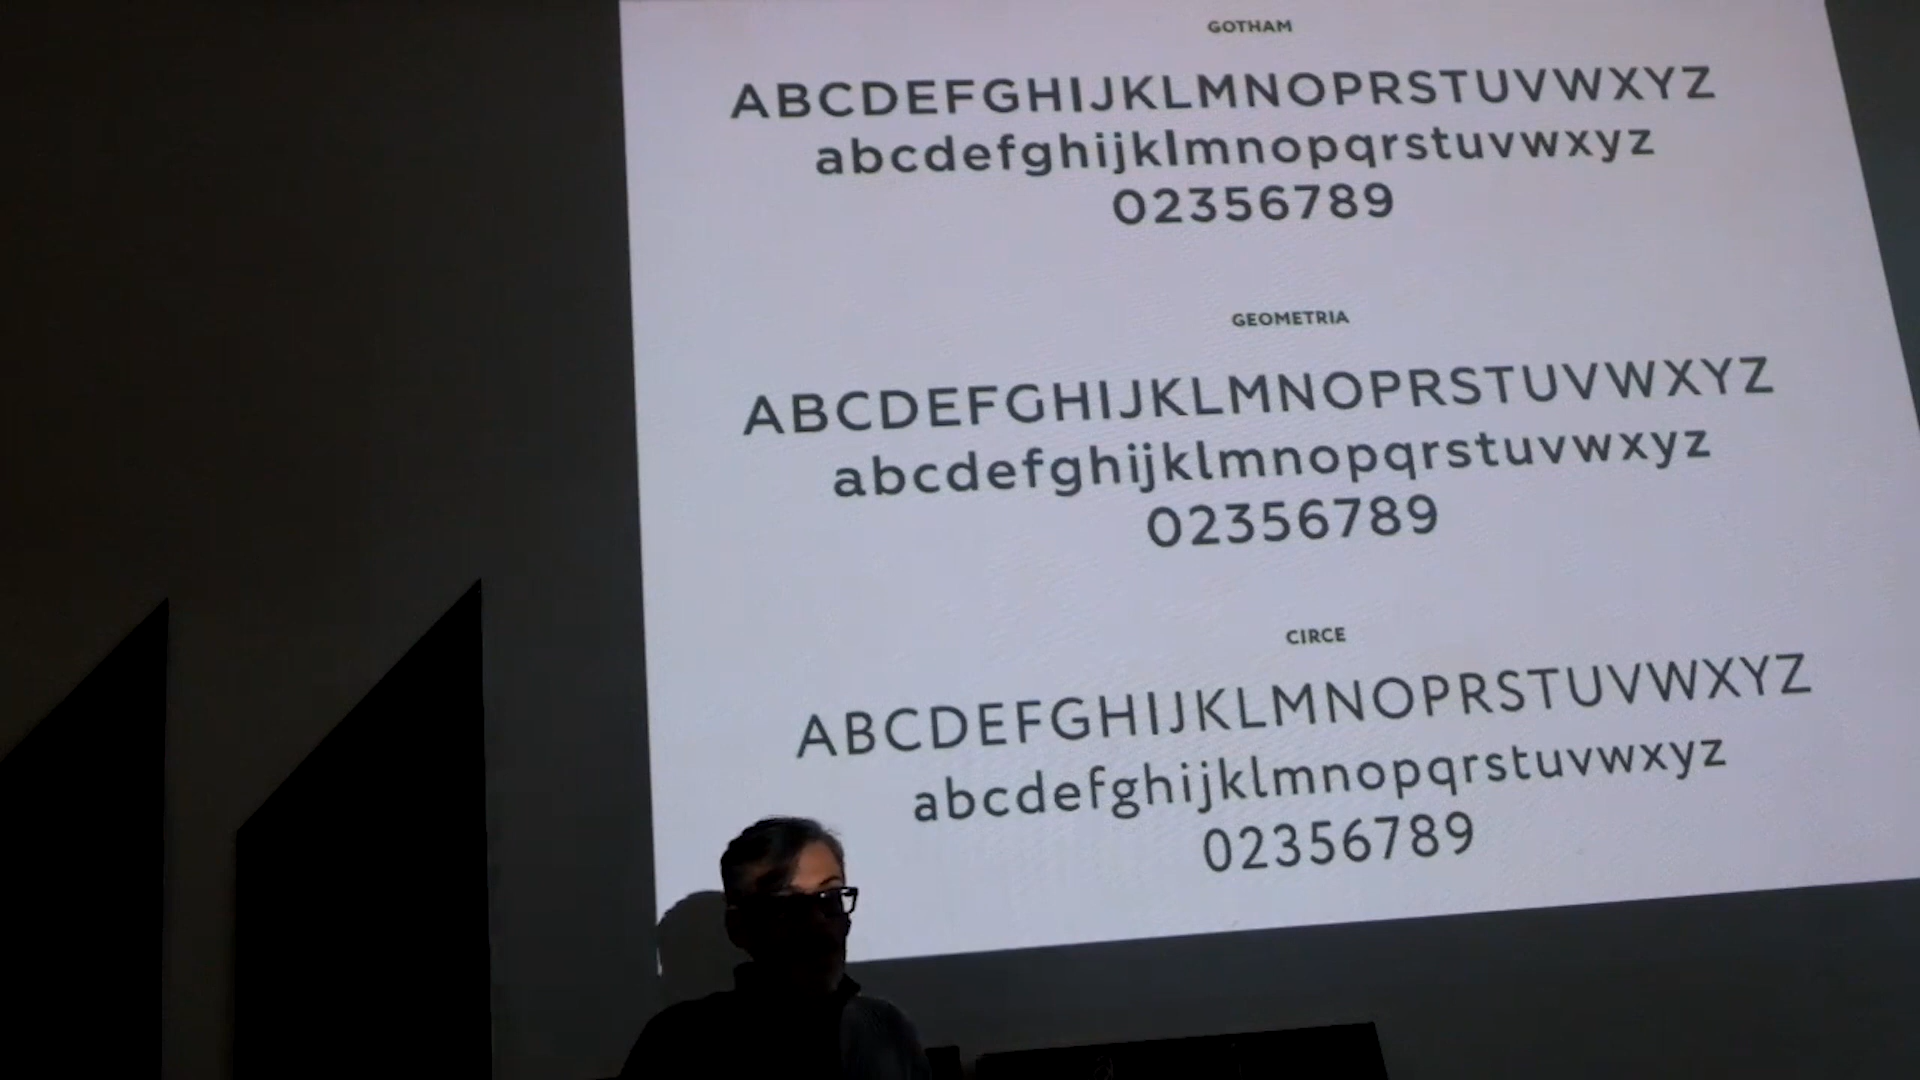 GOTHAM
ABCDEFGHIJKLMNOPRSTUVWXYZ
abcdefghijklmnopqrstuvwxyz
02356789
GEOMETRIA
ABCDEFGHIJKLMNOPRSTUVWXYZ
abcdefghijklmnopqrstuvwxyz
02356789
CIRCE
ABCDEFGHIJKLMNOPRSTUVWXYZ
abcdefghijklmnopqrstuvwxyz
02356789